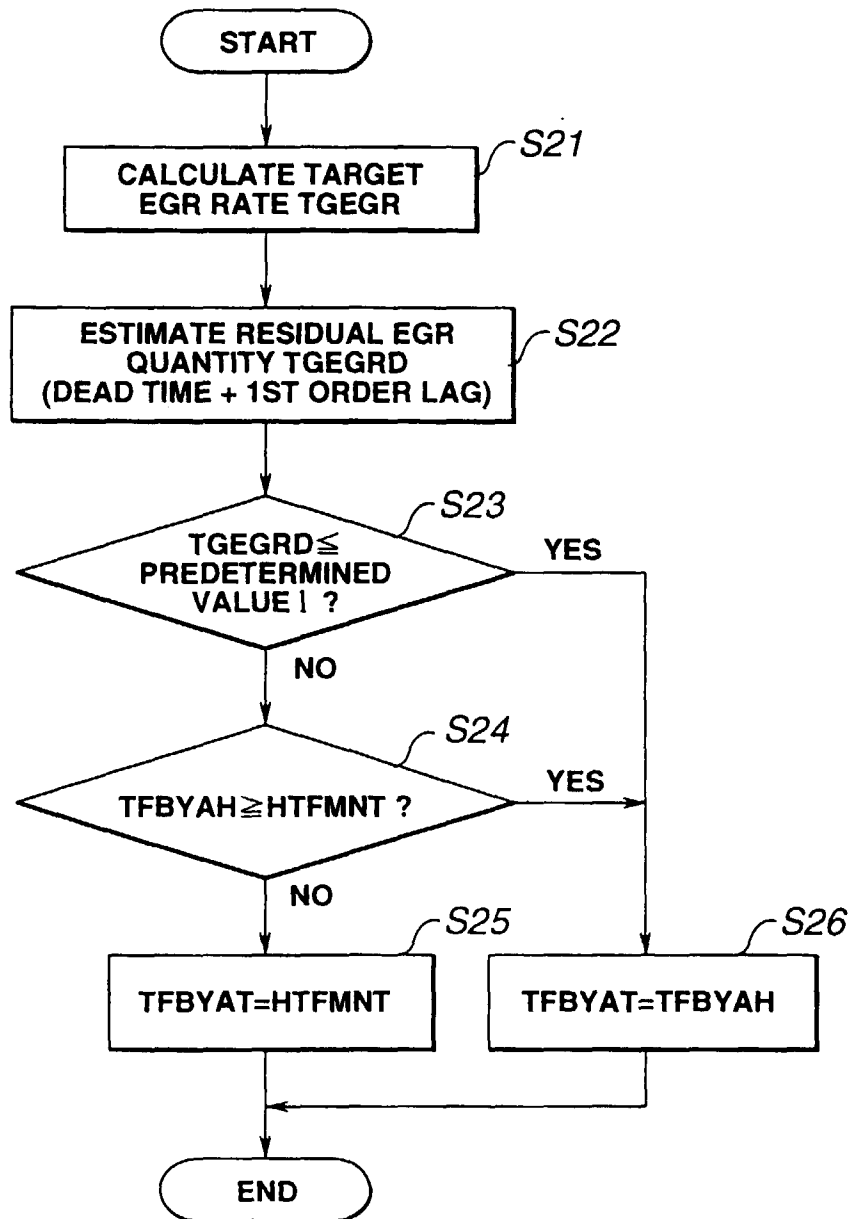 START
S21
CALCULATE TARGET
EGR RATE TGEGR
S22
ESTIMATE RESIDUAL EGR
QUANTITY TGEGRD
(DEAD TIME + 1ST ORDER LAG)
S23
TGEGRD≦
PREDETERMINED
VALUE1 ?
YES
NO
S24
TFBYAH≧HTFMNT ?
YES
NO
S25
TFBYAT=HTFMNT
S26
TFBYAT=TFBYAH
END